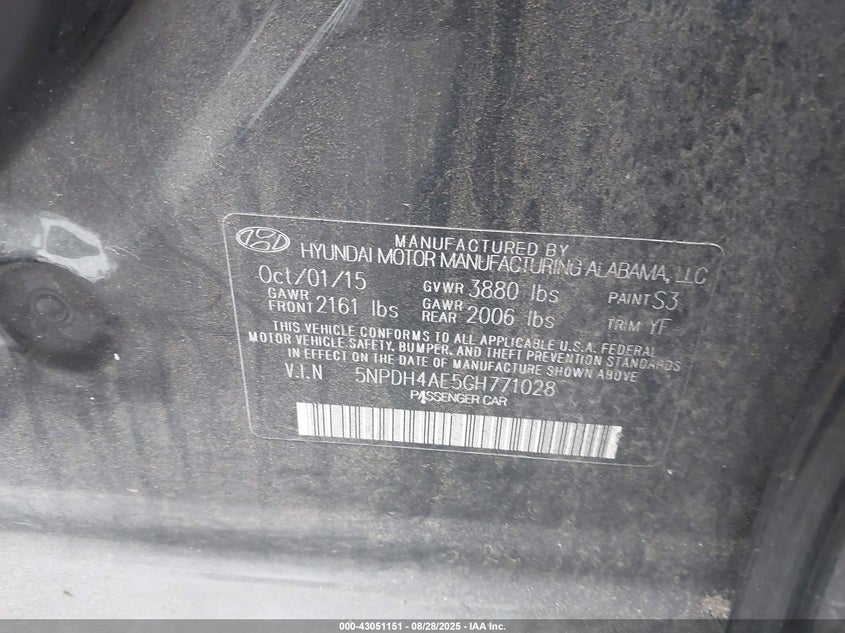 MANUFACTURED BY
HYUNDAI MOTOR MANUFACTURING ALABAMA, LLC
Oct/01/15 GVWR 3880 lbs PAINT S3
GAWR FRONT 2161 lbs GAWR REAR 2006 lbs TRIM YF
THIS VEHICLE CONFORMS TO ALL APPLICABLE U.S.A. FEDERAL
MOTOR VEHICLE SAFETY, BUMPER, AND THEFT PREVENTION STANDARDS
IN EFFECT ON THE DATE OF MANUFACTURE SHOWN ABOVE
V.I.N 5NPDH4AE5GH771028
PASSENGER CAR
000-43051151 | 08/28/2025 - IAA Inc.